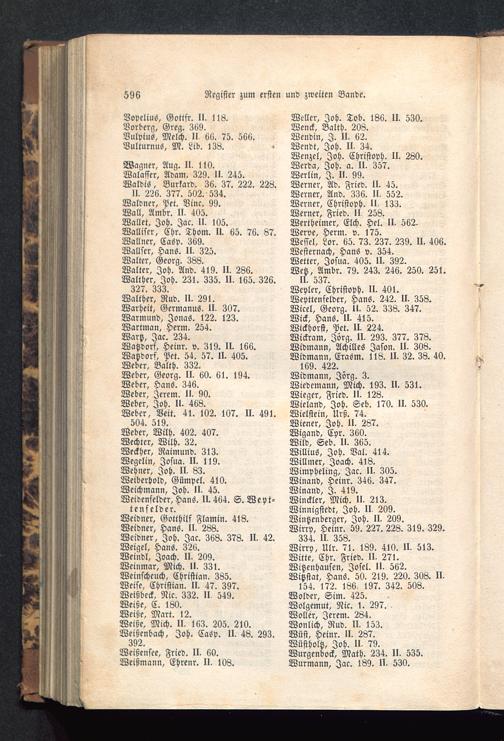 596
Register zum ersten und zweiten Bande.
Vopelius, Gottfr. II. 118.
Vorberg, Greg. 369.
Vulpius, Melch. II. 66. 75. 566.
Vulturnus, M. Lib. 138.
Wagner, Aug. II. 110.
Walasser, Adam. 329. II. 245.
Waldis, Burkard. 36. 37. 222. 228.
II. 226. 377. 502. 534.
Waldner, Pet. Vinc. 99.
Wall, Ambr. II. 405.
Wallet, Joh. Jac. II. 105.
Walliser, Chr. Thom. II. 65. 76. 87.
Wallner, Casp. 369.
Walser, Hans. II. 325.
Walter, Georg. 388.
Walter, Joh. And. 419. II. 286.
Walther, Joh. 231. 335. II. 165. 326.
327. 333.
Walther, Rud. II. 291.
Warheit, Germanus. II. 307.
Warmund, Jonas. 122. 123.
Wartman, Herm. 254.
Wartz, Jac. 234.
Watzdorf, Heinr. v. 319. II. 166.
Watzdorf, Pet. 54. 57. II. 405.
Weber, Balth. 332.
Weber, Georg. II. 60. 61. 194.
Weber, Hans. 346.
Weber, Jerem. II. 90.
Weber, Joh. II. 468.
Weber, Veit. 41. 102. 107. II. 491.
504. 519.
Weber, Wilh. 402. 407.
Wechter, Wilh. 32.
Weckher, Raimund. 313.
Wegelin, Josua. II. 119.
Wehner, Joh. II. 83.
Weiberhold, Gümpel. 410.
Weichmann, Joh. II. 45.
Weidenfelder, Hans. II. 464. S. Weyt-
tenfelder.
Weidner, Gotthilf Flamin. 418.
Weidner, Hans. II. 288.
Weidner, Joh. Jac. 368. 378. II. 42.
Weigel, Hans. 326.
Weindl, Joach. II. 209.
Weinmar, Mich. II. 331.
Weinscheuch, Christian. 385.
Weise, Christian. II. 47. 397.
Weißbeck, Nic. 332. II. 549.
Weiße, C. 180.
Weiße, Mart. 12.
Weiße, Mich. II. 163. 205. 210.
Weißenbach, Joh. Casp. II. 48. 293.
392.
Weißensee, Fried. II. 60.
Weißmann, Ehrenr. II. 108.
Weller, Joh. Tob. 186. II. 530.
Wenck, Balth. 208.
Wendin, J. II. 62.
Wendt, Joh. II. 34.
Wenzel, Joh. Christoph. II. 280.
Werda, Joh. a. II. 357.
Werlin, J. II. 99.
Werner, Ad. Fried. II. 45.
Werner, And. 336. II. 552.
Werner, Christoph. II. 133.
Werner, Fried. II. 258.
Wertheimer, Elch. Hel. II. 562.
Werve, Herm. v. 175.
Wessel, Lor. 65. 73. 237. 239. II. 406.
Westernach, Hans v. 354.
Wetter, Josua. 405. II. 392.
Wetz, Ambr. 79. 243. 246. 250. 251.
II. 537.
Weyler, Christoph. II. 401.
Weyttenfelder, Hans. 242. II. 358.
Wicel, Georg. II. 52. 338. 347.
Wick, Hans. II. 415.
Wickhorst, Pet. II. 224.
Wickram, Jörg. II. 293. 377. 378.
Widmann, Achilles Jason. II. 308.
Widmann, Erasm. 118. II. 32. 38. 40.
169. 422.
Widmann, Jörg. 3.
Wiedemann, Mich. 193. II. 531.
Wieger, Fried. II. 128.
Wieland, Joh. Seb. 170. II. 530.
Wielstein, Urß. 74.
Wiener, Joh. II. 287.
Wigand, Cyr. 360.
Wild, Seb. II. 365.
Willius, Joh. Val. 414.
Willmer, Joach. 418.
Wimpheling, Jac. II. 305.
Winand, Heinr. 346. 347.
Winand, J. 419.
Winckler, Mich. II. 213.
Winnigstedt, Joh. II. 209.
Wintzenberger, Joh. II. 209.
Wirry, Heinr. 59. 227. 228. 319. 329.
334. II. 358.
Wirry, Ulr. 71. 189. 410. II. 513.
Witte, Chr. Fried. II. 271.
Witzenhausen, Josel. II. 562.
Witzstat, Hans. 50. 219. 220. 308. II.
154. 172. 186. 197. 342. 508.
Wolder, Sim. 425.
Wolgemut, Nic. 1. 297.
Woller, Jerem. 284.
Wonlich, Rud. II. 153.
Wüst, Heinr. II. 287.
Wüstholtz, Joh. II. 79.
Wurgenbock, Math. 234. II. 535.
Wurmann, Jac. 189. II. 530.